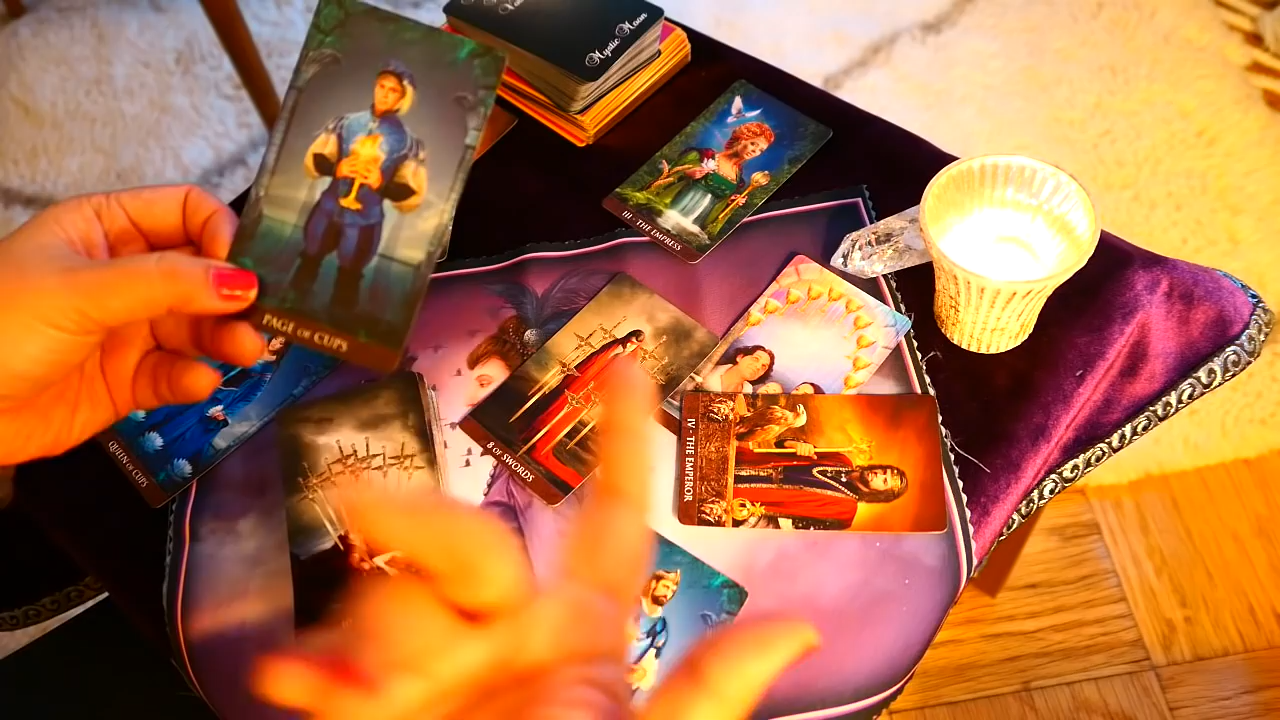 Mystic Moon
III - THE EMPRESS
PAGE OF CUPS
QUEEN OF CUPS
8 OF SWORDS
IV - THE EMPEROR